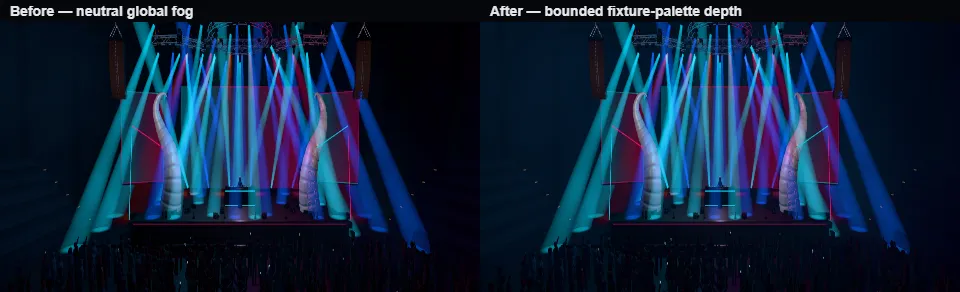 Before — neutral global fog
After — bounded fixture-palette depth